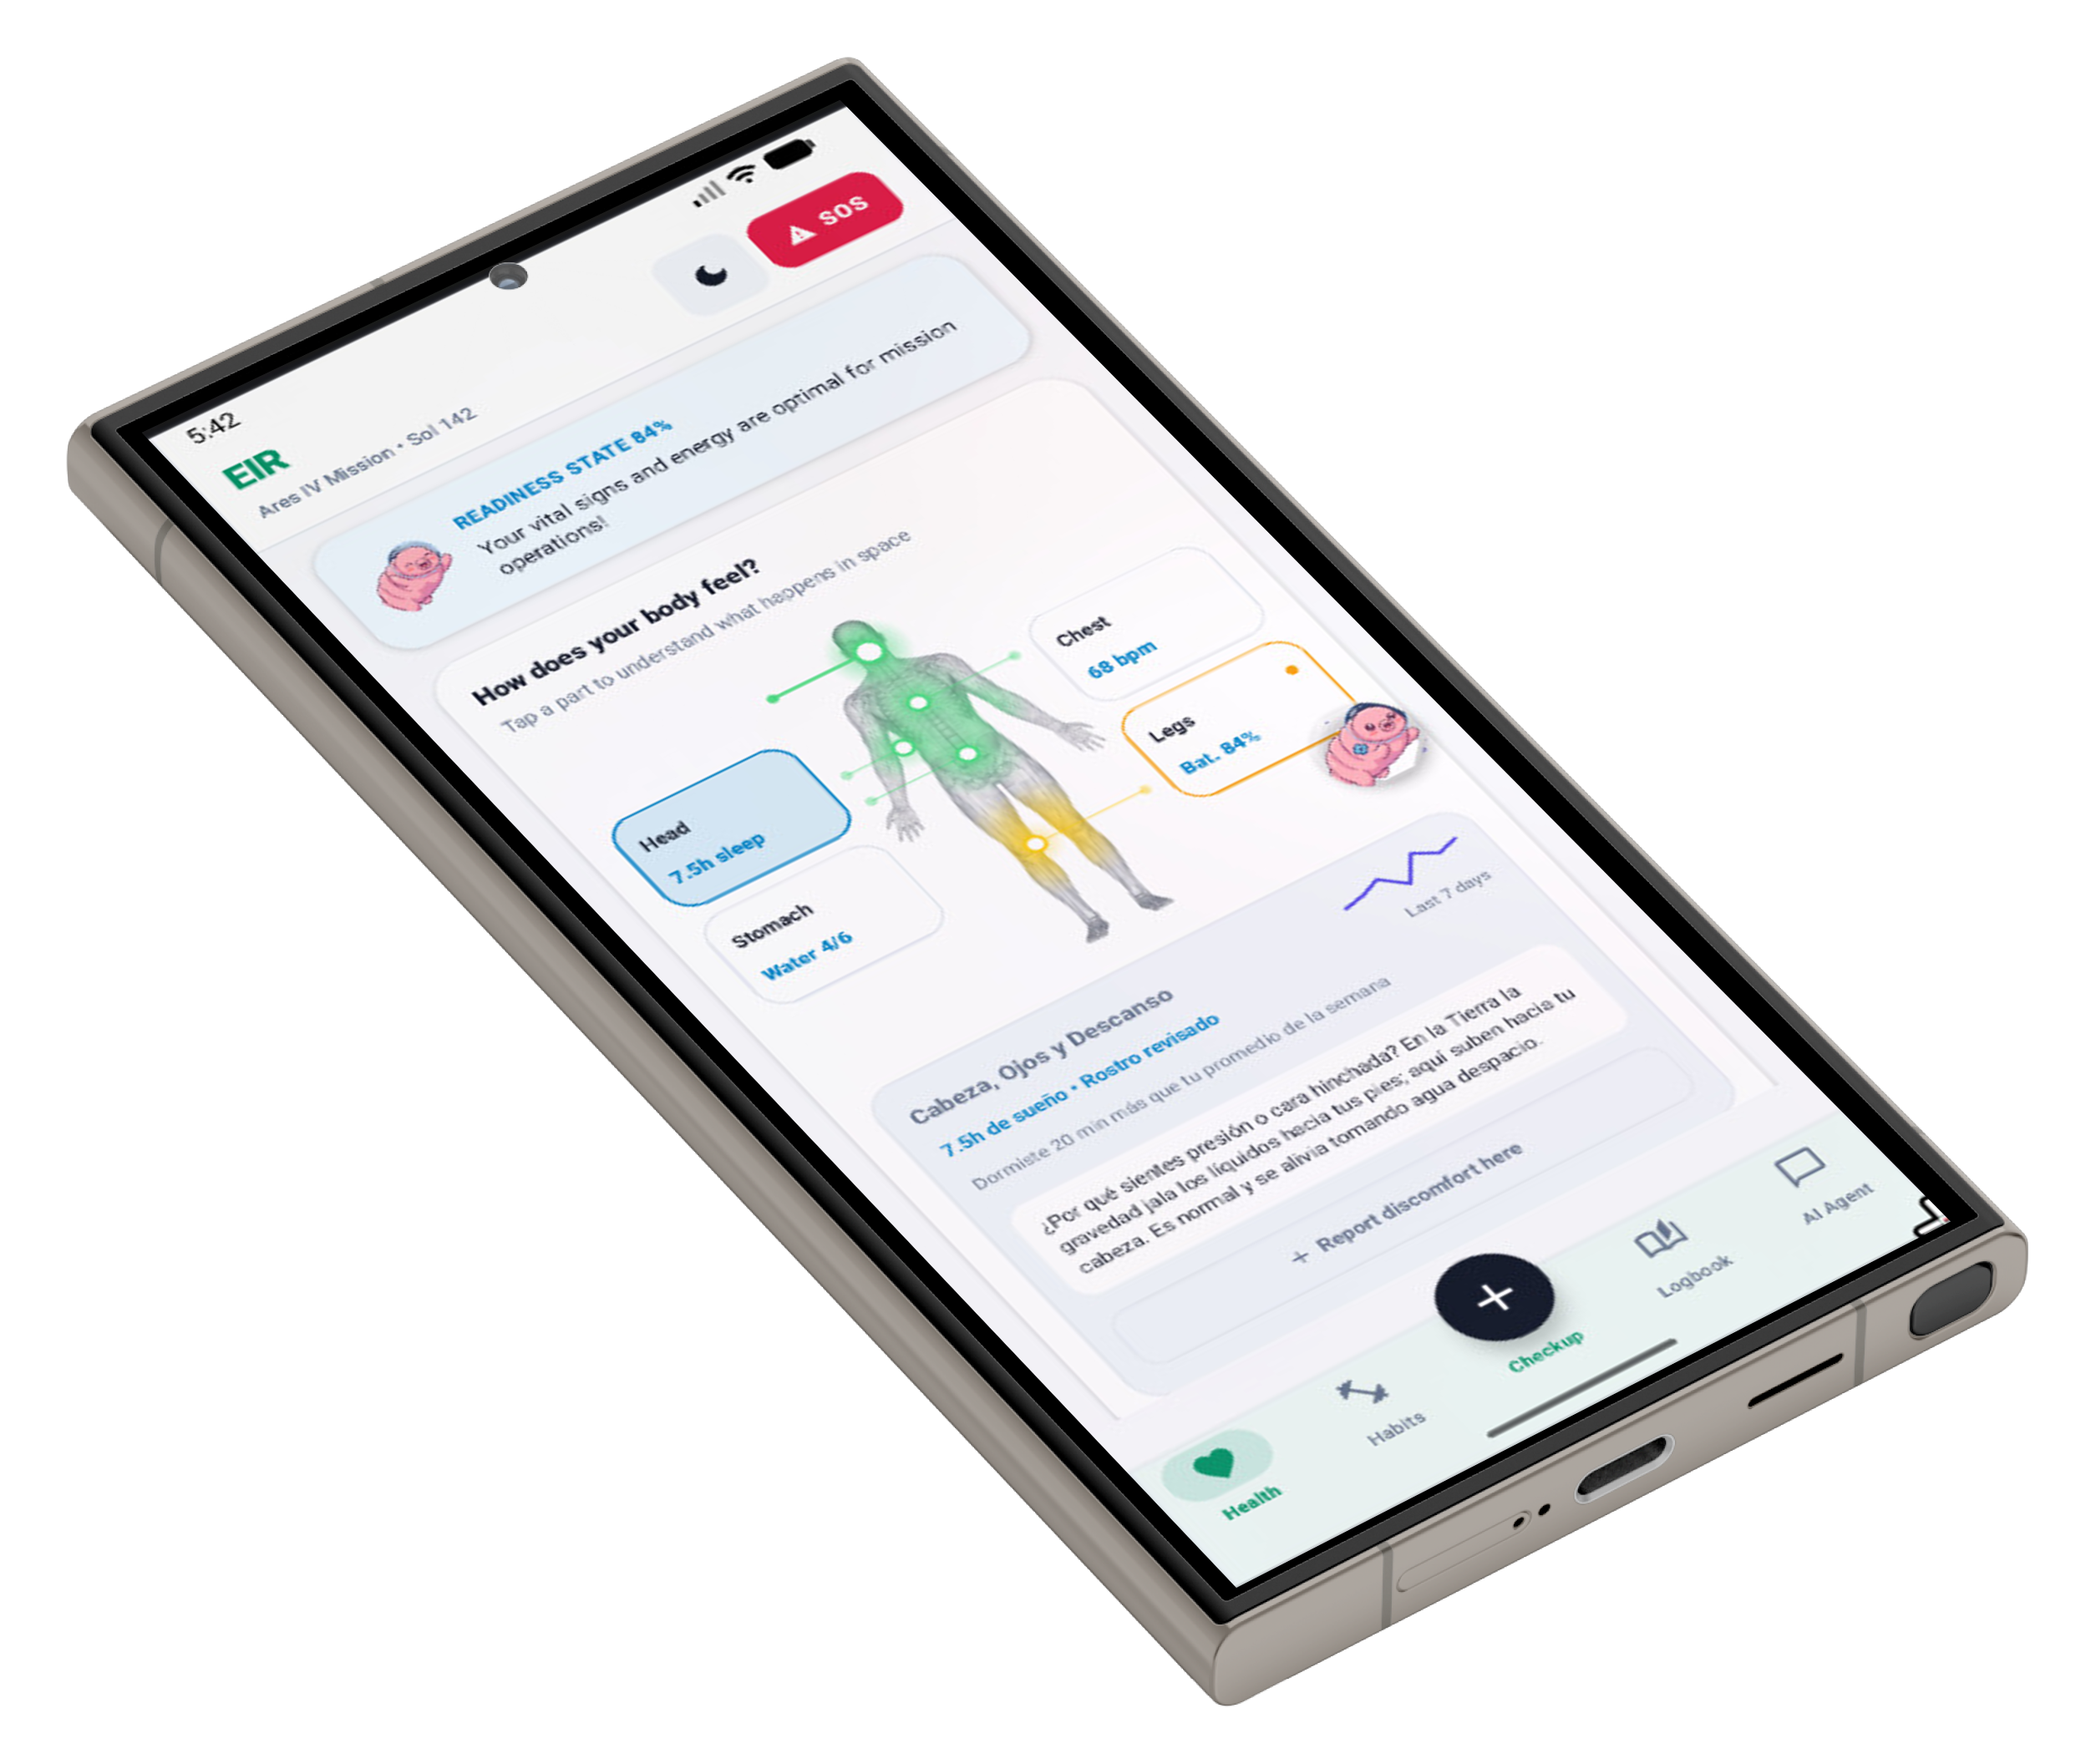 5:42
SOS
EIR
Ares IV Mission • Sol 142
READINESS STATE 84%
Your vital signs and energy are optimal for mission
operations!
How does your body feel?
Tap a part to understand what happens in space
Chest
68 bpm
Legs
Bat. 84%
Head
7.5h sleep
Stomach
Water 4/6
Last 7 days
Cabeza, Ojos y Descanso
7.5h de sueño • Rostro revisado
Dormiste 20 min más que tu promedio de la semana
¿Por qué sientes presión o cara hinchada? En la Tierra la
gravedad jala los líquidos hacia tus pies; aquí suben hacia tu
cabeza. Es normal y se alivia tomando agua despacio.
+ Report discomfort here
Health
Habits
Checkup
Logbook
AI Agent